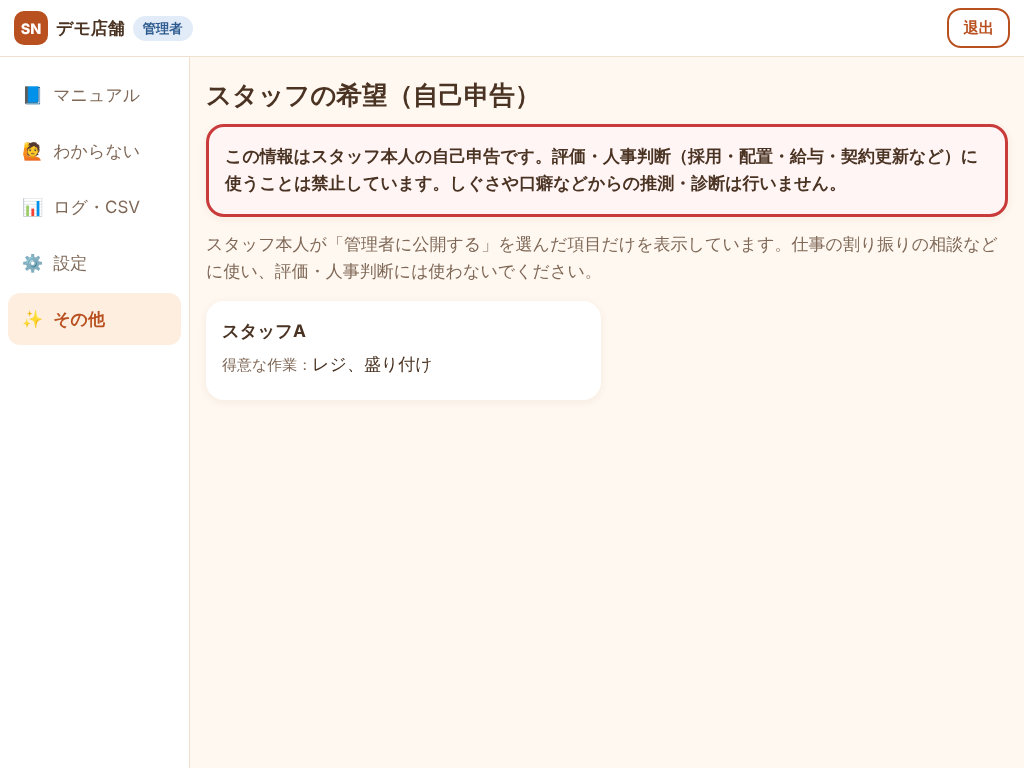 SN デモ店舗 管理者 退出
マニュアル
わからない
ログ・CSV
設定
その他
スタッフの希望（自己申告）
この情報はスタッフ本人の自己申告です。評価・人事判断（採用・配置・給与・契約更新など）に
使うことは禁止しています。しぐさや口癖などからの推測・診断は行いません。
スタッフ本人が「管理者に公開する」を選んだ項目だけを表示しています。仕事の割り振りの相談など
に使い、評価・人事判断には使わないでください。
スタッフA
得意な作業：レジ、盛り付け